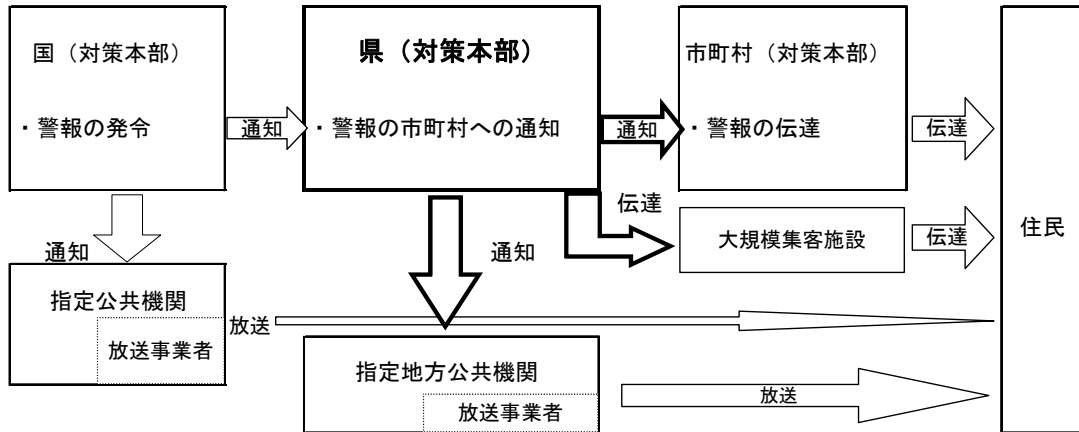 国（対策本部）
・警報の発令
通知
県（対策本部）
・警報の市町村への通知
通知
市町村（対策本部）
・警報の伝達
伝達
住民
伝達
大規模集客施設
伝達
通知
通知
指定公共機関
放送事業者
放送
指定地方公共機関
放送事業者
放送